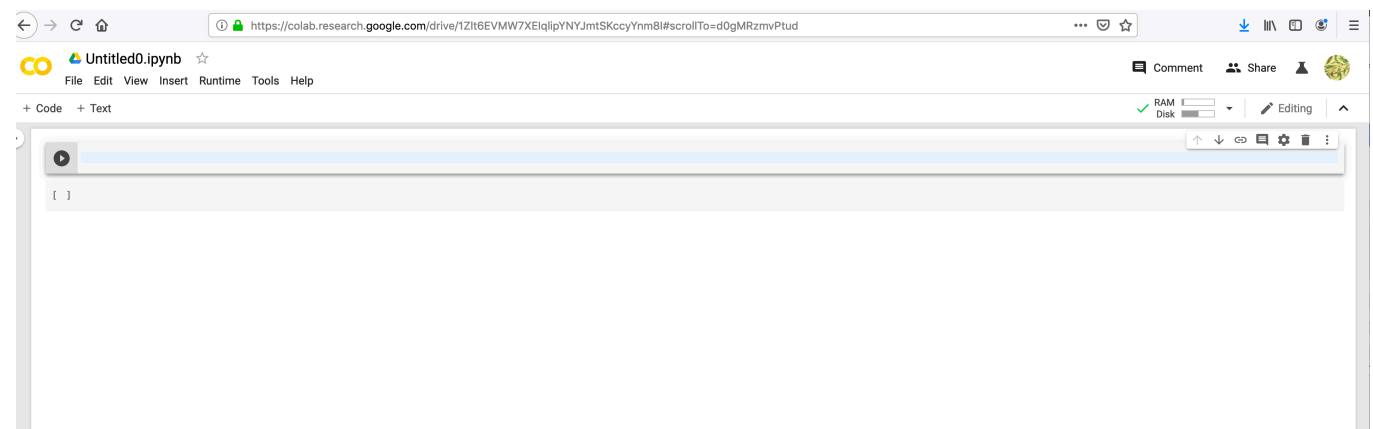 https://colab.research.google.com/drive/1Zlt6EVMW7XEIqlipYNYJmtSKccyYnm8I#scrollTo=d0gMRzmvPtud
CO Untitled0.ipynb
Comment Share
File Edit View Insert Runtime Tools Help
+ Code + Text
RAM
Disk
Editing
[ ]